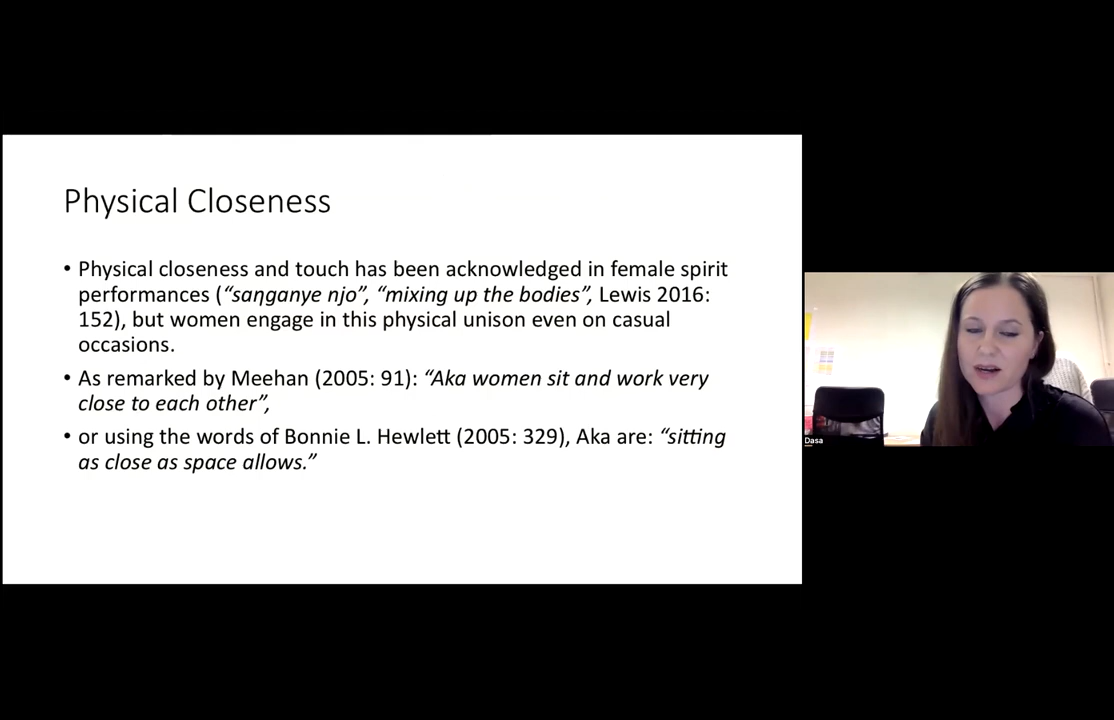 Physical Closeness
• Physical closeness and touch has been acknowledged in female spirit
performances (“saŋganye njo”, “mixing up the bodies”, Lewis 2016:
152), but women engage in this physical unison even on casual
occasions.
• As remarked by Meehan (2005: 91): “Aka women sit and work very
close to each other”,
• or using the words of Bonnie L. Hewlett (2005: 329), Aka are: “sitting
as close as space allows.”
Dasa